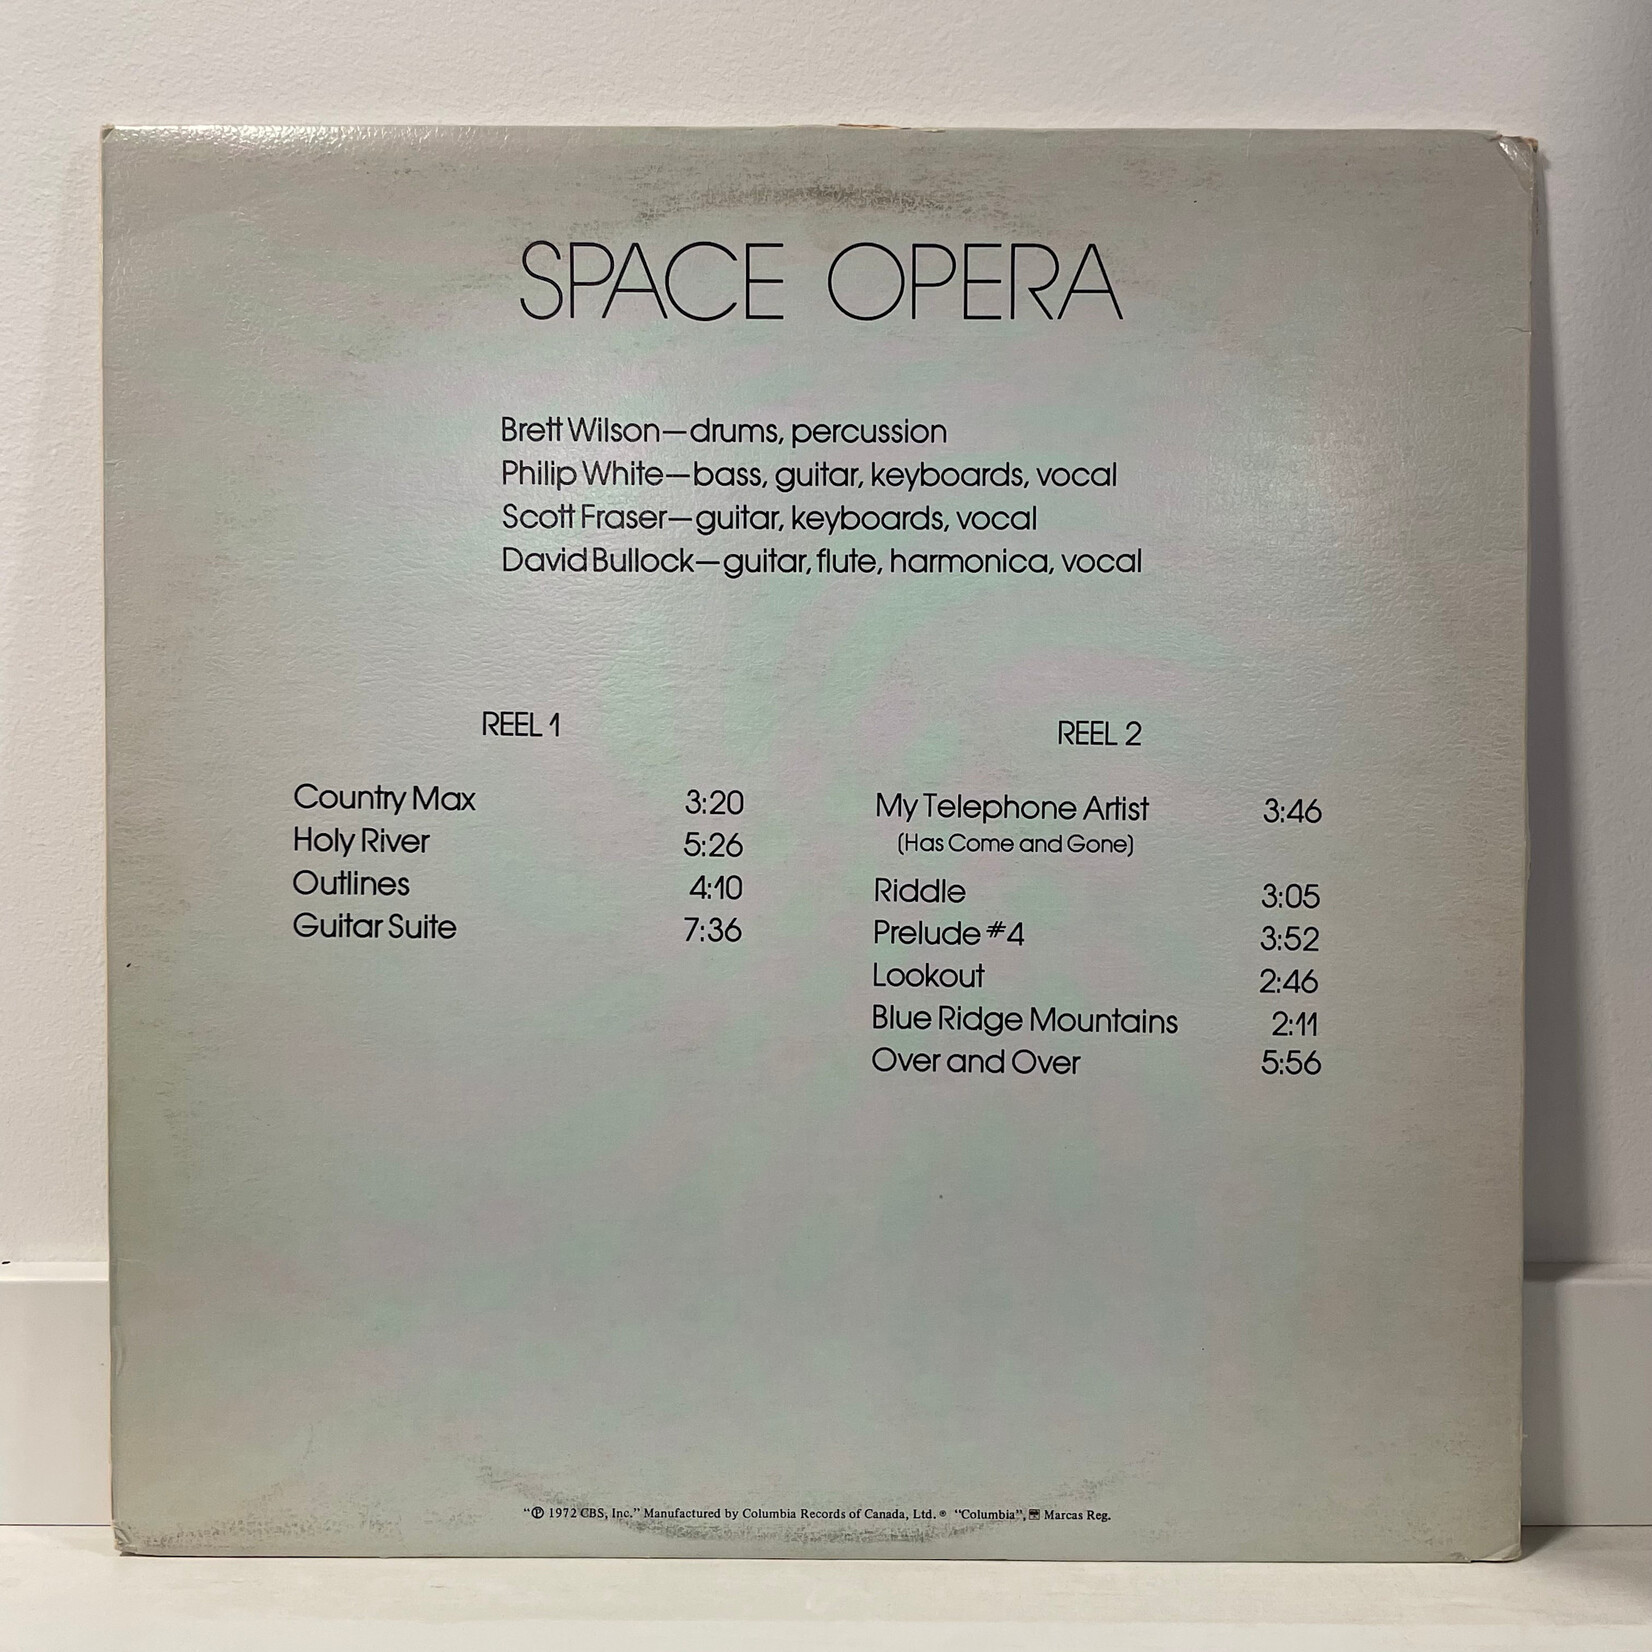 SPACE OPERA
Brett Wilson—drums, percussion
Philip White—bass, guitar, keyboards, vocal
Scott Fraser—guitar, keyboards, vocal
David Bullock—guitar, flute, harmonica, vocal
REEL 1
Country Max 3:20
Holy River 5:26
Outlines 4:10
Guitar Suite 7:36
REEL 2
My Telephone Artist 3:46
(Has Come and Gone)
Riddle 3:05
Prelude #4 3:52
Lookout 2:46
Blue Ridge Mountains 2:11
Over and Over 5:56
"℗ 1972 CBS, Inc." Manufactured by Columbia Records of Canada, Ltd. ® "Columbia", Marcas Reg.